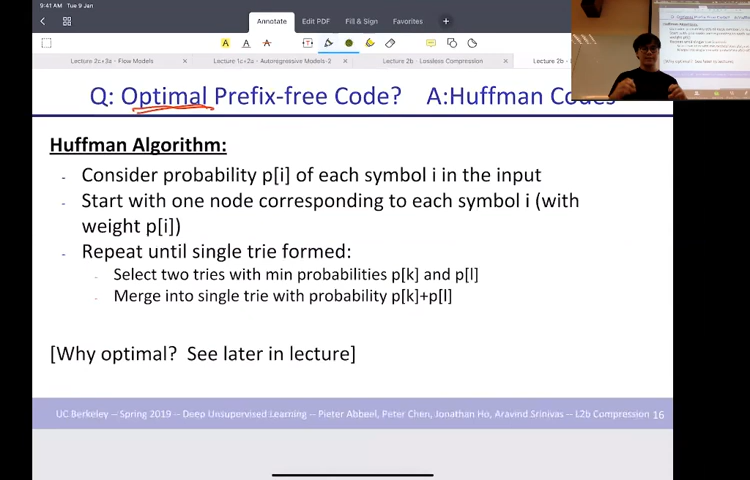 9:41 AM Tue 9 Jan
Annotate
Edit PDF
Fill & Sign
Favorites
Lecture 2c+3a - Flow Models
Lecture 1c+2a - Autoregressive Models-2
Lecture 2b - Lossless Compression
Lecture 2b - Loss
Q: Optimal Prefix-free Code? A:Huffman Codes
Huffman Algorithm:
- Consider probability p[i] of each symbol i in the input
- Start with one node corresponding to each symbol i (with
weight p[i])
- Repeat until single trie formed:
- Select two tries with min probabilities p[k] and p[l]
- Merge into single trie with probability p[k]+p[l]
[Why optimal? See later in lecture]
UC Berkeley -- Spring 2019 -- Deep Unsupervised Learning -- Pieter Abbeel, Peter Chen, Jonathan Ho, Aravind Srinivas -- L2b Compression 16